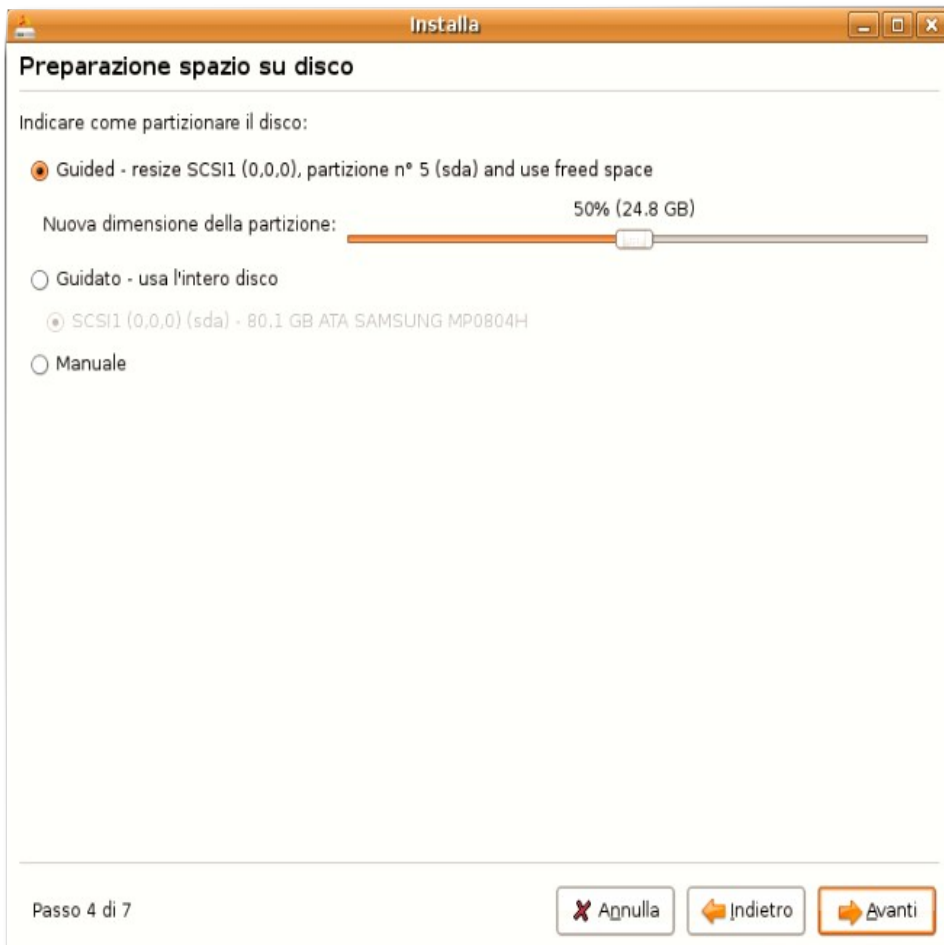 Installa
Preparazione spazio su disco
Indicare come partizionare il disco:
Guided - resize SCSI1 (0,0,0), partizione n° 5 (sda) and use freed space
50% (24.8 GB)
Nuova dimensione della partizione:
Guidato - usa l'intero disco
SCSI1 (0,0,0) (sda) - 80,1 GB ATA SAMSUNG MP0804H
Manuale
Passo 4 di 7 Annulla Indietro Avanti